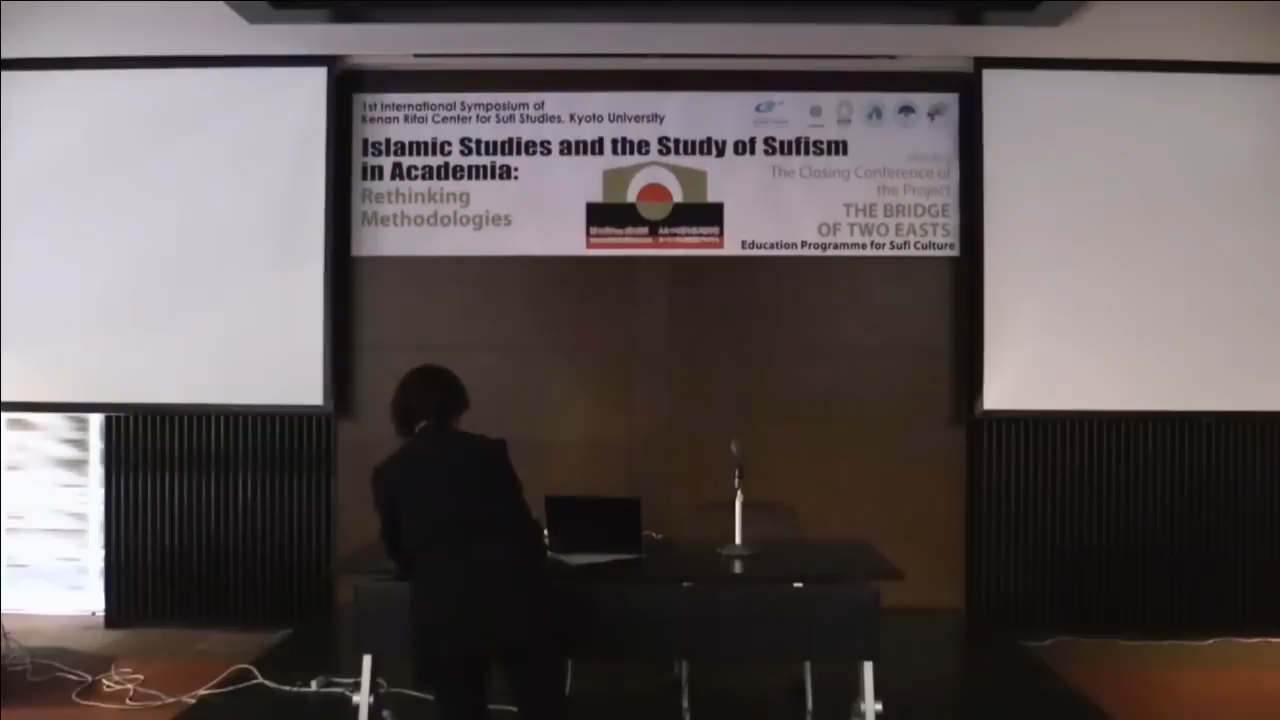 1st International Symposium of
Kenan Rifai Center for Sufi Studies, Kyoto University
Islamic Studies and the Study of Sufism
in Academia:
Rethinking
Methodologies
The Closing Conference of
the Project
THE BRIDGE
OF TWO EASTS
Education Programme for Sufi Culture